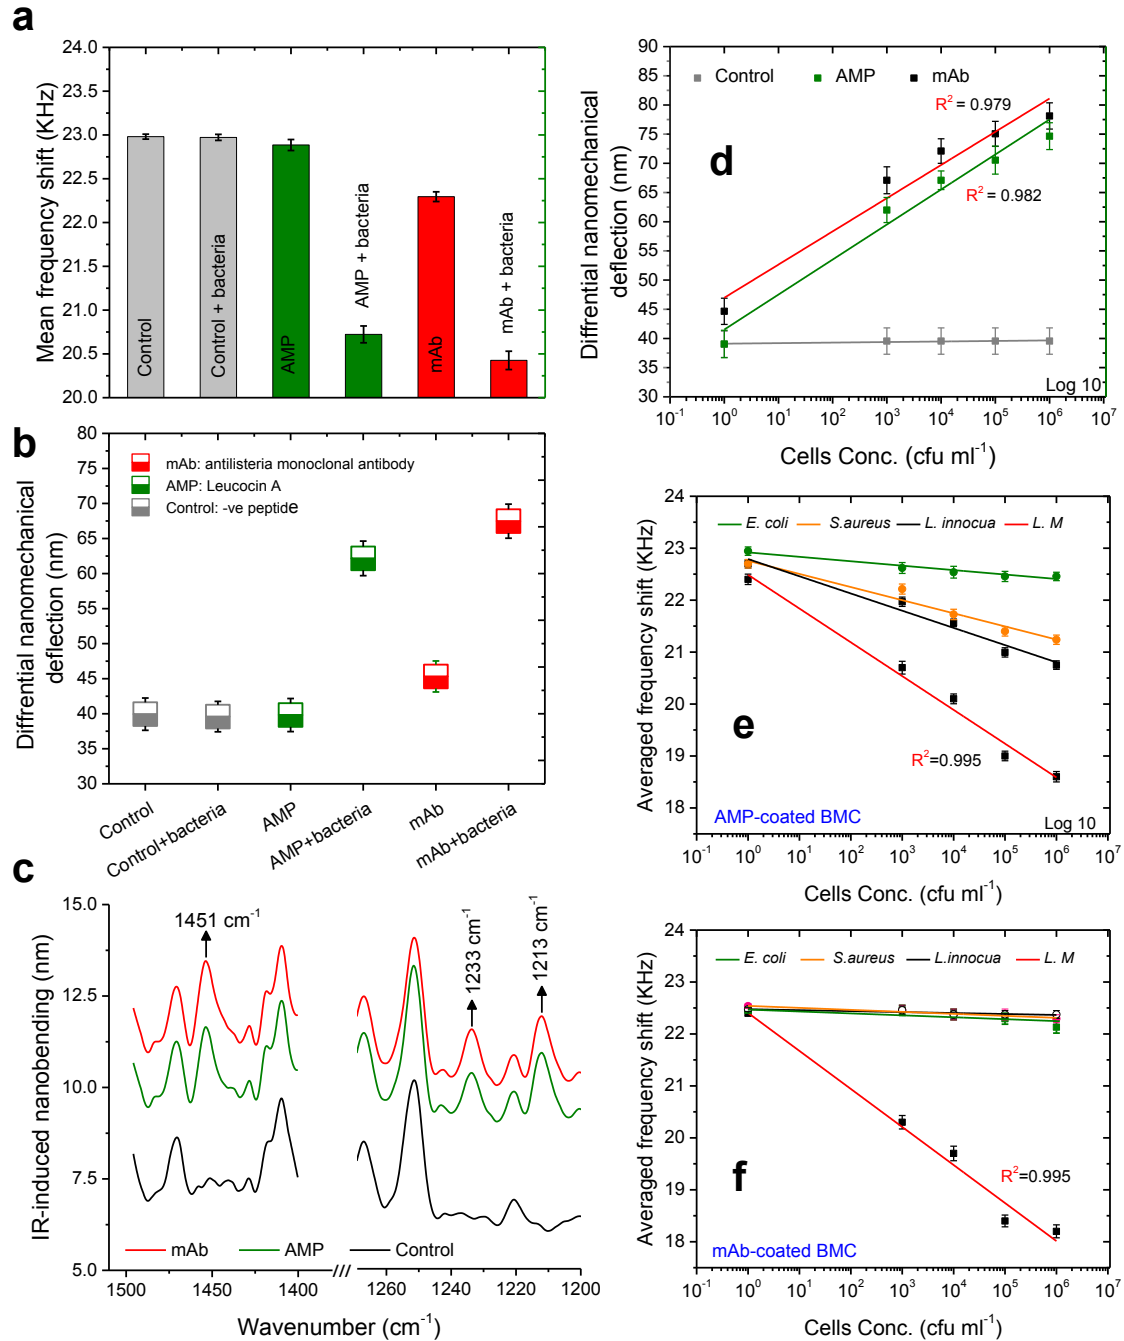 a
24.0
23.5
23.0
22.5
22.0
21.5
21.0
20.5
20.0
Mean frequency shift (KHz)
Control
Control + bacteria
AMP
AMP + bacteria
mAb
mAb + bacteria
b
80
75
70
65
60
55
50
45
40
35
30
Diffrential nanomechanical
deflection (nm)
mAb: antilisteria monoclonal antibody
AMP: Leucocin A
Control: -ve peptide
Control
Control+bacteria
AMP
AMP+bacteria
mAb
mAb+bacteria
c
15.0
12.5
10.0
7.5
5.0
IR-induced nanobending (nm)
1451 cm⁻¹
1233 cm⁻¹
1213 cm⁻¹
mAb
AMP
Control
1500 1450 1400 1260 1240 1220 1200
Wavenumber (cm⁻¹)
d
90
85
80
75
70
65
60
55
50
45
40
35
30
Diffrential nanomechanical
deflection (nm)
Control AMP mAb
R² = 0.979
R² = 0.982
Log 10
10⁻¹ 10⁰ 10¹ 10² 10³ 10⁴ 10⁵ 10⁶ 10⁷
Cells Conc. (cfu ml⁻¹)
e
24
23
22
21
20
19
18
Averaged frequency shift (KHz)
E. coli S.aureus L. innocua L. M
R²=0.995
AMP-coated BMC
Log 10
10⁻¹ 10⁰ 10¹ 10² 10³ 10⁴ 10⁵ 10⁶ 10⁷
Cells Conc. (cfu ml⁻¹)
f
24
23
22
21
20
19
18
Averaged frequency shift (KHz)
E. coli S.aureus L.innocua L. M
R²=0.995
mAb-coated BMC
10⁻¹ 10⁰ 10¹ 10² 10³ 10⁴ 10⁵ 10⁶ 10⁷
Cells Conc. (cfu ml⁻¹)